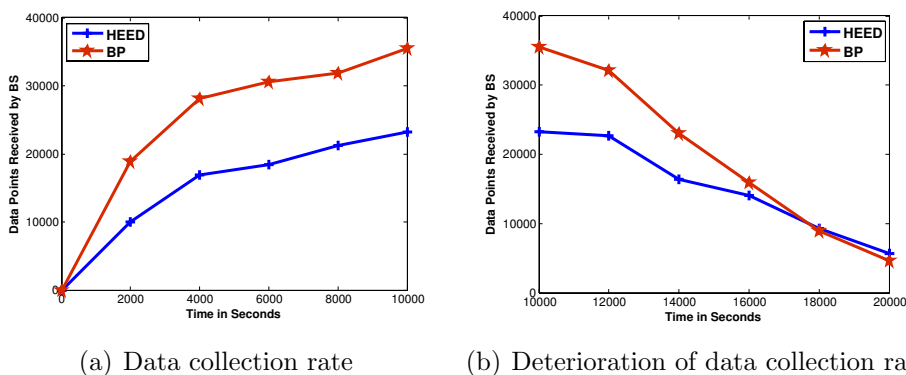 40000
30000
20000
10000
0
Data Points Received by BS
HEED
BP
0 2000 4000 6000 8000 10000
Time in Seconds
(a) Data collection rate
40000
30000
20000
10000
0
Data Points Received by BS
HEED
BP
10000 12000 14000 16000 18000 20000
Time in Seconds
(b) Deterioration of data collection ra